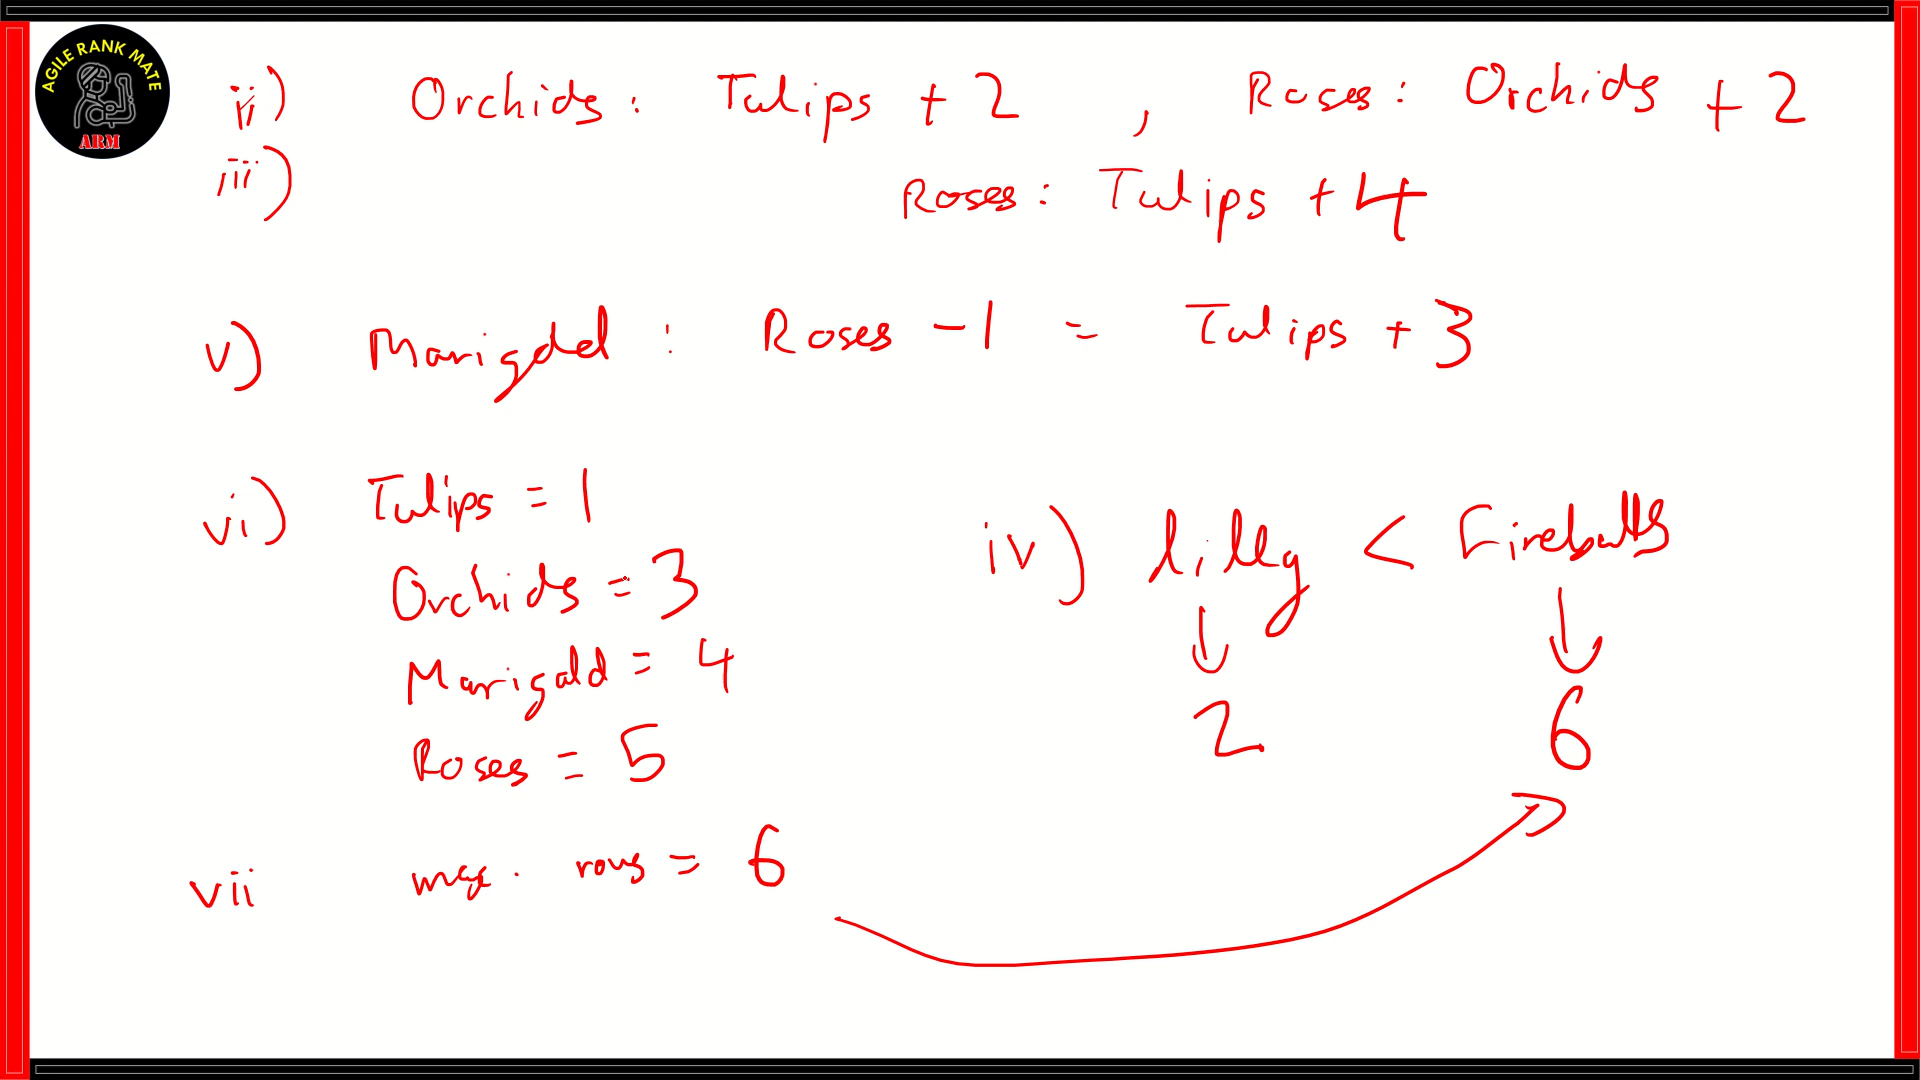 AGILE RANK MATE
ARM
ii) Orchids: Tulips + 2 , Roses: Orchids + 2
iii) Roses: Tulips + 4
v) Marigold : Roses - 1 = Tulips + 3
vi) Tulips = 1
Orchids = 3
Marigald = 4
Roses = 5
iv) lilly < Fireballs
2 6
vii max. rows = 6